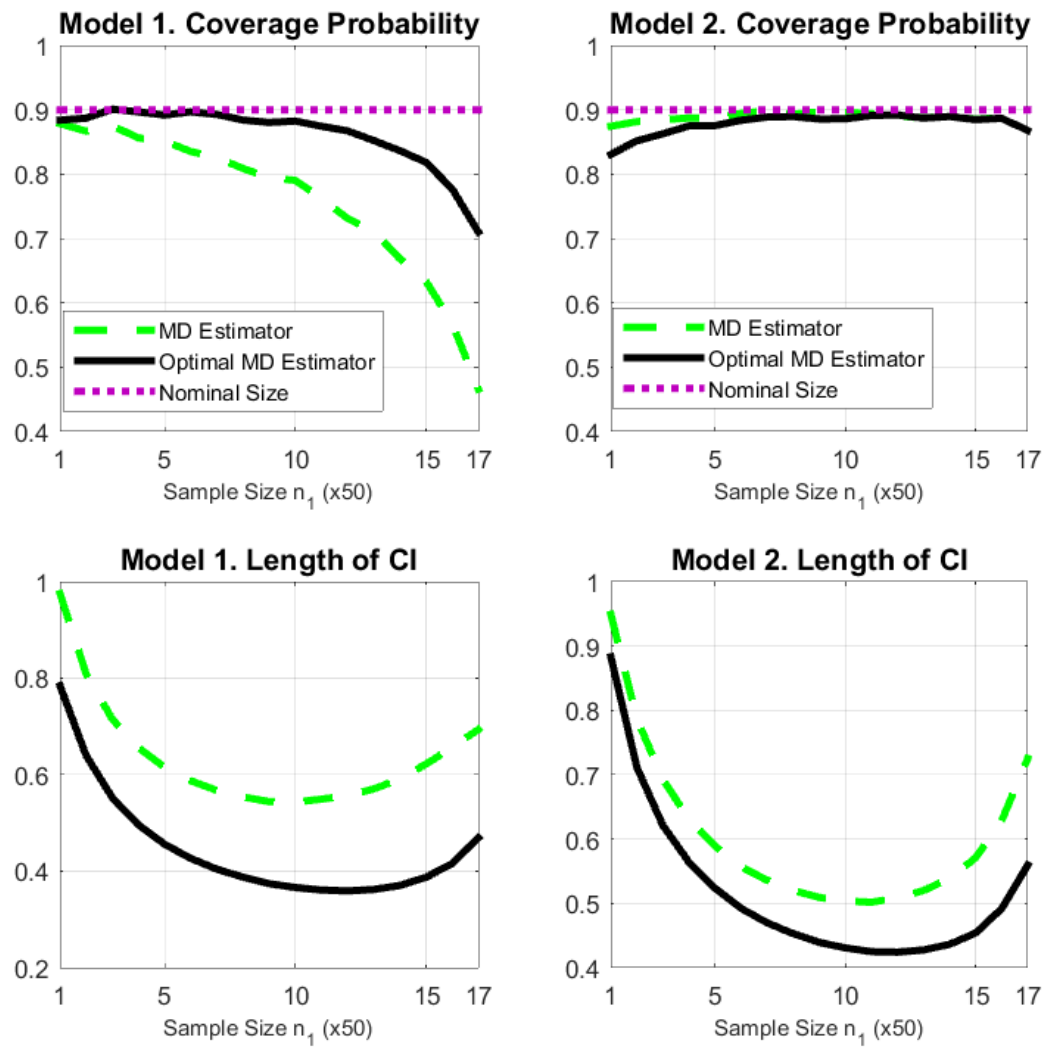 Model 1. Coverage Probability
1
0.9
0.8
0.7
0.6
0.5
0.4
MD Estimator
Optimal MD Estimator
Nominal Size
1 5 10 15 17
Sample Size n1 (x50)
Model 2. Coverage Probability
1
0.9
0.8
0.7
0.6
0.5
0.4
MD Estimator
Optimal MD Estimator
Nominal Size
1 5 10 15 17
Sample Size n1 (x50)
Model 1. Length of CI
1
0.8
0.6
0.4
0.2
1 5 10 15 17
Sample Size n1 (x50)
Model 2. Length of CI
1
0.9
0.8
0.7
0.6
0.5
0.4
1 5 10 15 17
Sample Size n1 (x50)